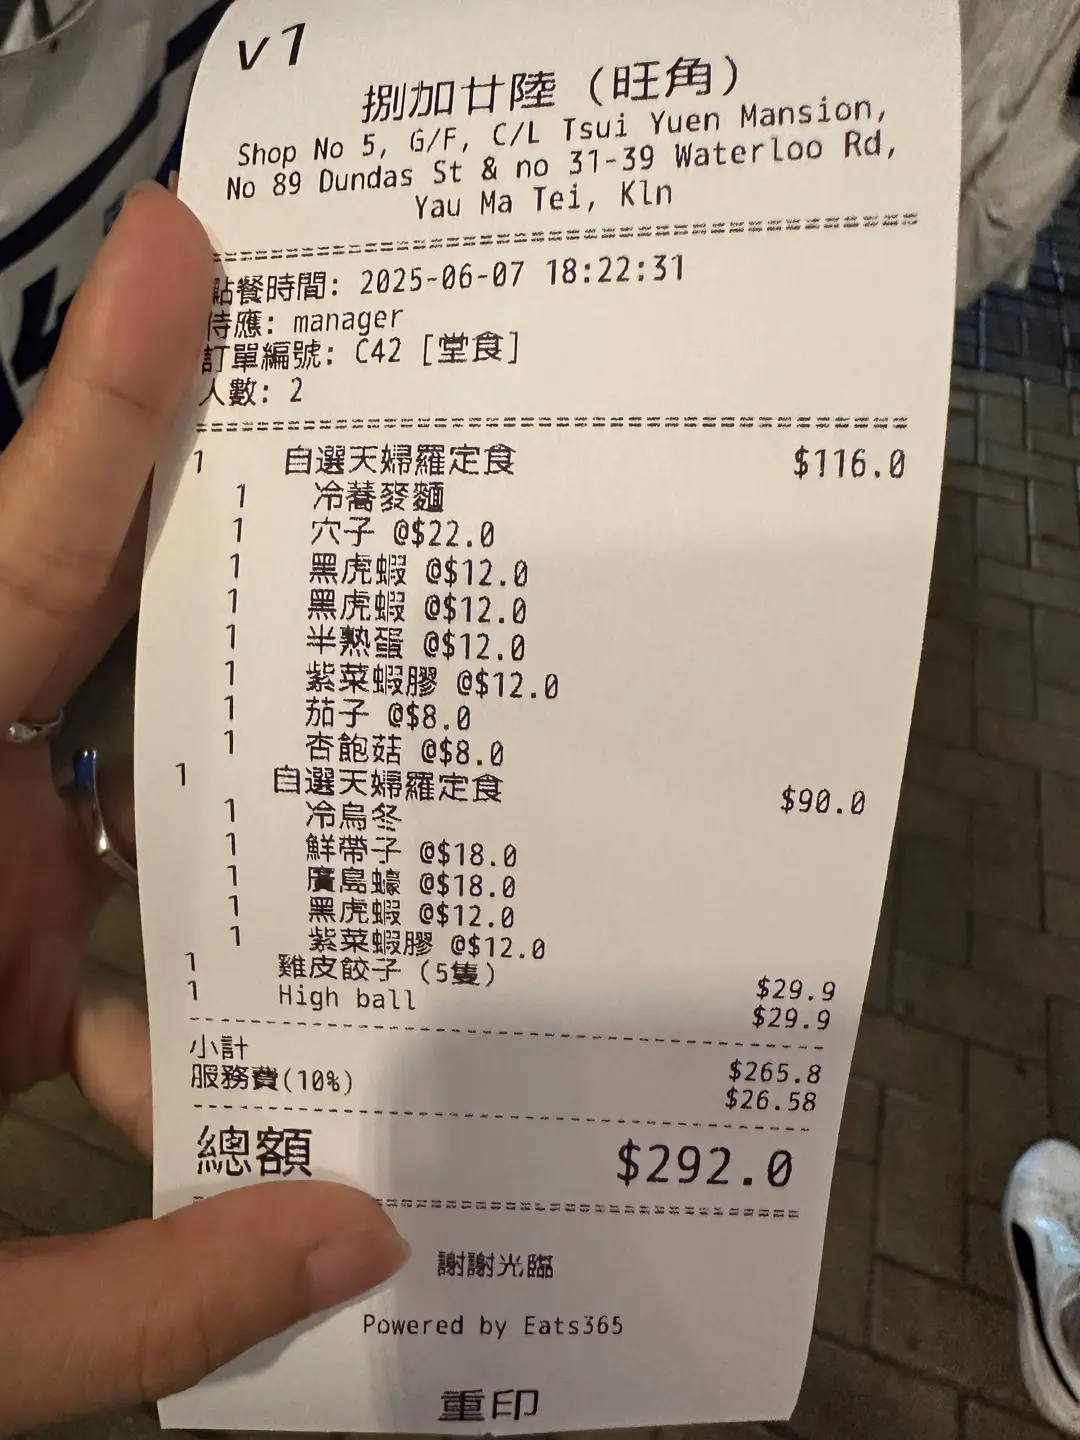 v1
捌加廿陸 (旺角)
Shop No 5, G/F, C/L Tsui Yuen Mansion,
No 89 Dundas St & no 31-39 Waterloo Rd,
Yau Ma Tei, Kln
點餐時間: 2025-06-07 18:22:31
侍應: manager
訂單編號: C42 [堂食]
人數: 2
1 自選天婦羅定食 $116.0
1 冷蕎麥麵
1 穴子 @$22.0
1 黑虎蝦 @$12.0
1 黑虎蝦 @$12.0
1 半熟蛋 @$12.0
1 紫菜蝦膠 @$12.0
1 茄子 @$8.0
1 杏鮑菇 @$8.0
1 自選天婦羅定食 $90.0
1 冷烏冬
1 鮮帶子 @$18.0
1 廣島蠔 @$18.0
1 黑虎蝦 @$12.0
1 紫菜蝦膠 @$12.0
1 雞皮餃子 (5隻) $29.9
1 High ball $29.9
小計 $265.8
服務費(10%) $26.58
總額 $292.0
謝謝光臨
Powered by Eats365
重印